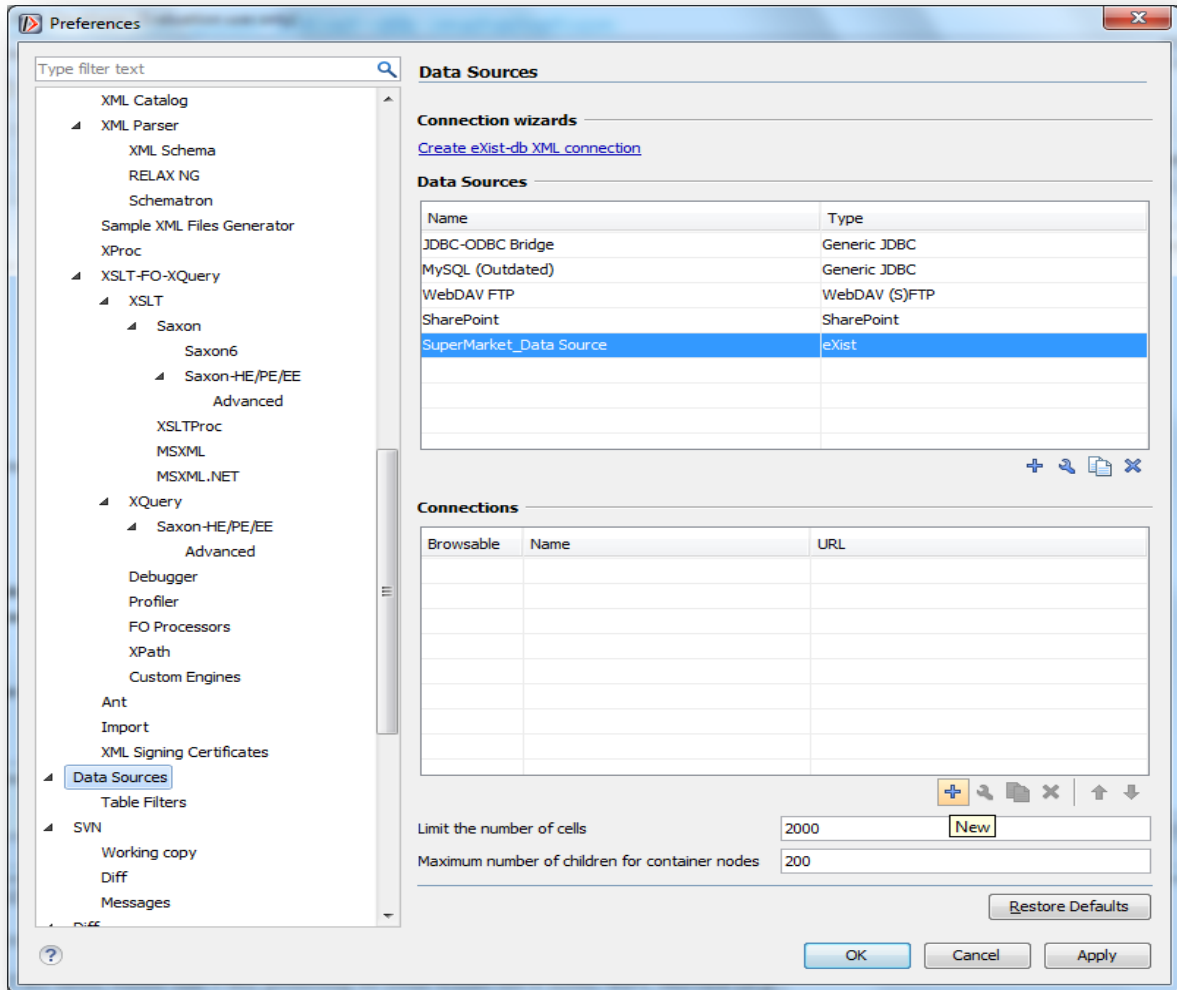 Preferences
Type filter text
XML Catalog
XML Parser
XML Schema
RELAX NG
Schematron
Sample XML Files Generator
XProc
XSLT-FO-XQuery
XSLT
Saxon
Saxon6
Saxon-HE/PE/EE
Advanced
XSLTProc
MSXML
MSXML.NET
XQuery
Saxon-HE/PE/EE
Advanced
Debugger
Profiler
FO Processors
XPath
Custom Engines
Ant
Import
XML Signing Certificates
Data Sources
Table Filters
SVN
Working copy
Diff
Messages
Diff
Data Sources
Connection wizards
Create eXist-db XML connection
Data Sources
Name Type
JDBC-ODBC Bridge Generic JDBC
MySQL (Outdated) Generic JDBC
WebDAV FTP WebDAV (S)FTP
SharePoint SharePoint
SuperMarket_Data Source eXist
Connections
Browsable Name URL
Limit the number of cells 2000
New
Maximum number of children for container nodes 200
Restore Defaults
OK Cancel Apply